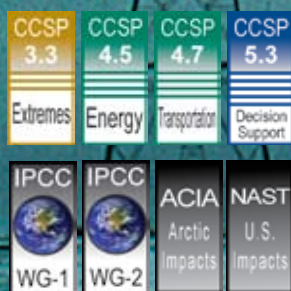 CCSP CCSP CCSP CCSP
3.3 4.5 4.7 5.3
Extremes Energy Transportation Decision
Support
IPCC IPCC ACIA NAST
Arctic U.S.
Impacts Impacts
WG-1 WG-2